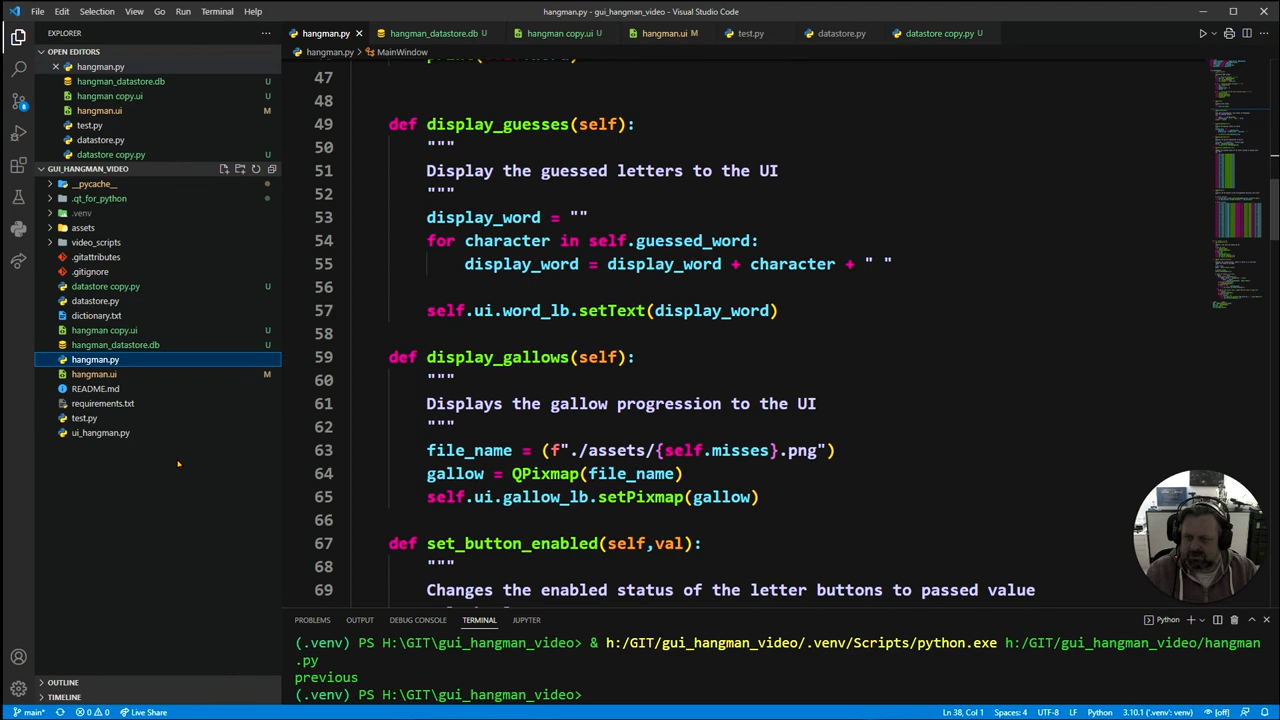 File Edit Selection View Go Run Terminal Help
hangman.py - gui_hangman_video - Visual Studio Code
EXPLORER
OPEN EDITORS
hangman.py
hangman_datastore.db U
hangman copy.ui U
hangman.ui M
test.py
datastore.py
datastore copy.py U
GUI_HANGMAN_VIDEO
__pycache__
.qt_for_python
.venv
assets
video_scripts
.gitattributes
.gitignore
datastore copy.py U
datastore.py
dictionary.txt
hangman copy.ui U
hangman_datastore.db U
hangman.py
hangman.ui M
README.md
requirements.txt
test.py
ui_hangman.py
OUTLINE
TIMELINE
hangman.py hangman_datastore.db U hangman copy.ui U hangman.ui M test.py datastore.py datastore copy.py U
hangman.py > MainWindow
47
48
49 def display_guesses(self):
50 """
51 Display the guessed letters to the UI
52 """
53 display_word = ""
54 for character in self.guessed_word:
55 display_word = display_word + character + " "
56
57 self.ui.word_lb.setText(display_word)
58
59 def display_gallows(self):
60 """
61 Displays the gallow progression to the UI
62 """
63 file_name = (f"./assets/{self.misses}.png")
64 gallow = QPixmap(file_name)
65 self.ui.gallow_lb.setPixmap(gallow)
66
67 def set_button_enabled(self,val):
68 """
69 Changes the enabled status of the letter buttons to passed value
PROBLEMS OUTPUT DEBUG CONSOLE TERMINAL JUPYTER
Python
(.venv) PS H:\GIT\gui_hangman_video> & h:/GIT/gui_hangman_video/.venv/Scripts/python.exe h:/GIT/gui_hangman_video/hangman
.py
previous
(.venv) PS H:\GIT\gui_hangman_video>
main* 0 0 Live Share
Ln 38, Col 1 Spaces: 4 UTF-8 LF Python 3.10.1 ('.venv': venv) [off]